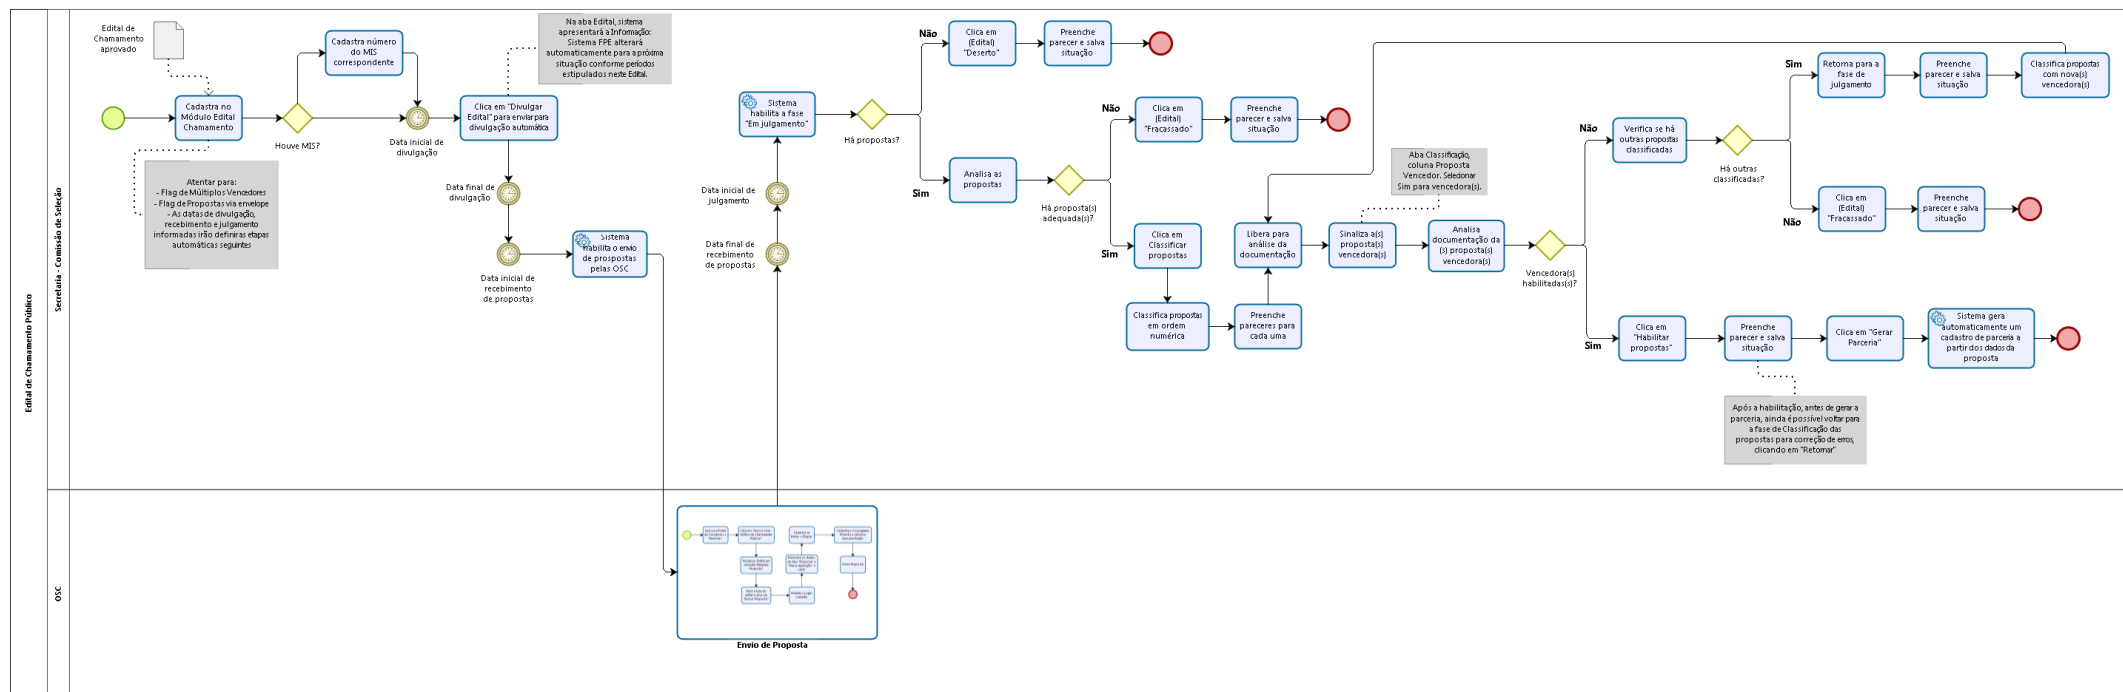 Edital de Chamamento Público
Secretaria - Comissão de Seleção
OSC
Edital de
Chamamento
aprovado
Cadastra no
Módulo Edital
Chamamento
Atentar para:
- Flag de Múltiplos Vencedores
- Flag de Propostas via envelope
- As datas de divulgação,
recebimento e julgamento
informadas irão definir as etapas
automáticas seguintes
Houve MIS?
Cadastra número
do MIS
correspondente
Data inicial de
divulgação
Clica em "Divulgar
Edital" para enviar para
divulgação automática
Na aba Edital, sistema
apresentará a Informação:
Sistema FPE alterará
automaticamente para a próxima
situação conforme períodos
estipulados neste Edital.
Data final de
divulgação
Data inicial de
recebimento
de propostas
Sistema
habilita o envio
de prospostas
pelas OSC
Envio de Proposta
Data final de
recebimento
de propostas
Data inicial de
julgamento
Sistema
habilita a fase
"Em julgamento"
Há propostas?
Não
Clica em
(Edital)
"Deserto"
Preenche
parecer e salva
situação
Sim
Analisa as
propostas
Há proposta(s)
adequada(s)?
Não
Clica em
(Edital)
"Fracassado"
Preenche
parecer e salva
situação
Sim
Clica em
Classificar
propostas
Classifica propostas
em ordem
numérica
Preenche
pareceres para
cada uma
Libera para
análise da
documentação
Sinaliza a(s)
proposta(s)
vencedora(s)
Aba Classificação,
coluna Proposta
Vencedor. Selecionar
Sim para vencedora(s).
Analisa
documentação da
(s) proposta(s)
vencedora(s)
Vencedora(s)
habilitadas(s)?
Não
Verifica se há
outras propostas
classificadas
Há outras
classificadas?
Sim
Retorna para a
fase de
julgamento
Preenche
parecer e salva
situação
Classifica propostas
com nova(s)
vencedora(s)
Não
Clica em
(Edital)
"Fracassado"
Preenche
parecer e salva
situação
Sim
Clica em
"Habilitar
propostas"
Preenche
parecer e salva
situação
Clica em "Gerar
Parceria"
Sistema gera
automaticamente um
cadastro de parceria a
partir dos dados da
proposta
Após a habilitação, antes de gerar a
parceria, ainda é possível voltar para
a fase de Classificação das
propostas para correção de erros,
clicando em "Retornar"